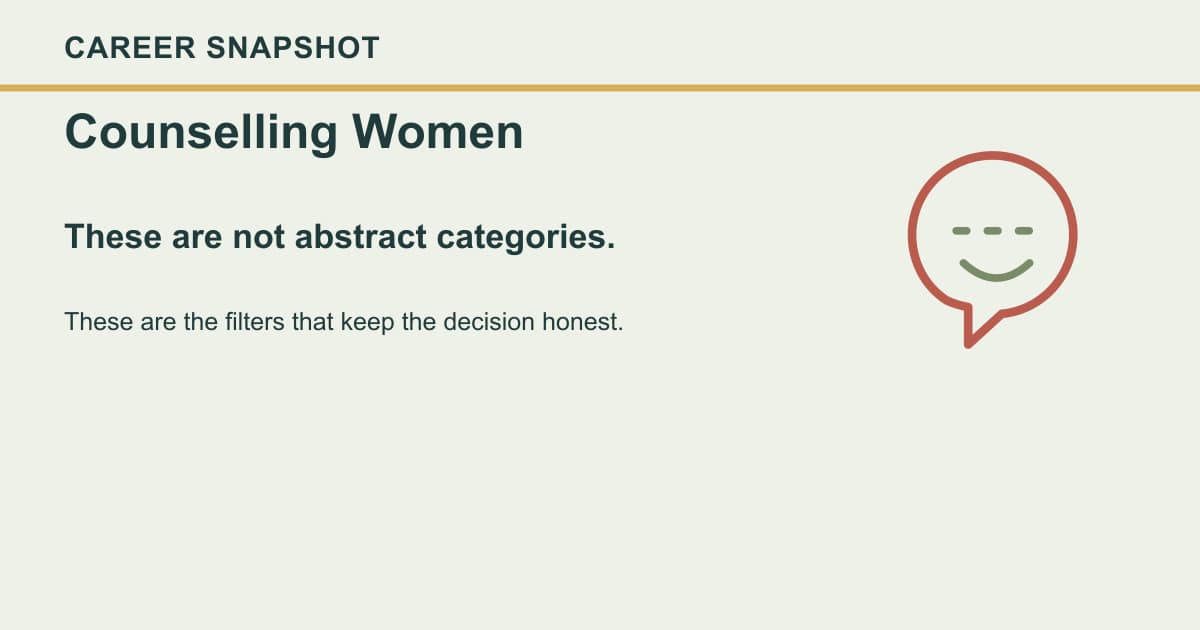 CAREER SNAPSHOT
Counselling Women
These are not abstract categories.
These are the filters that keep the decision honest.